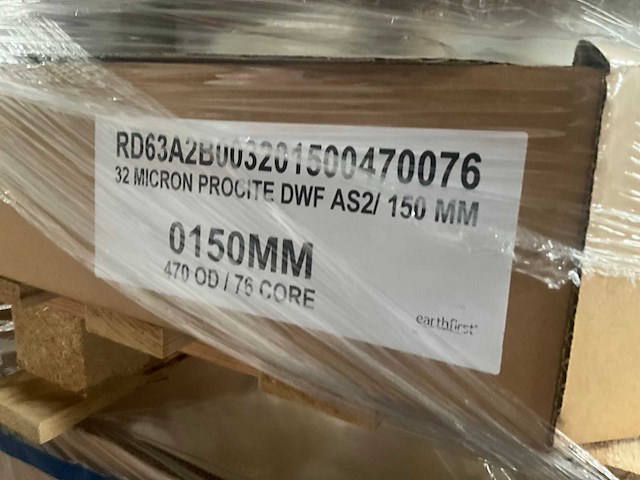 RD63A2B003201500470076
32 MICRON PROCITE DWF AS2/ 150 MM
0150MM
470 OD / 76 CORE
earthfirst®